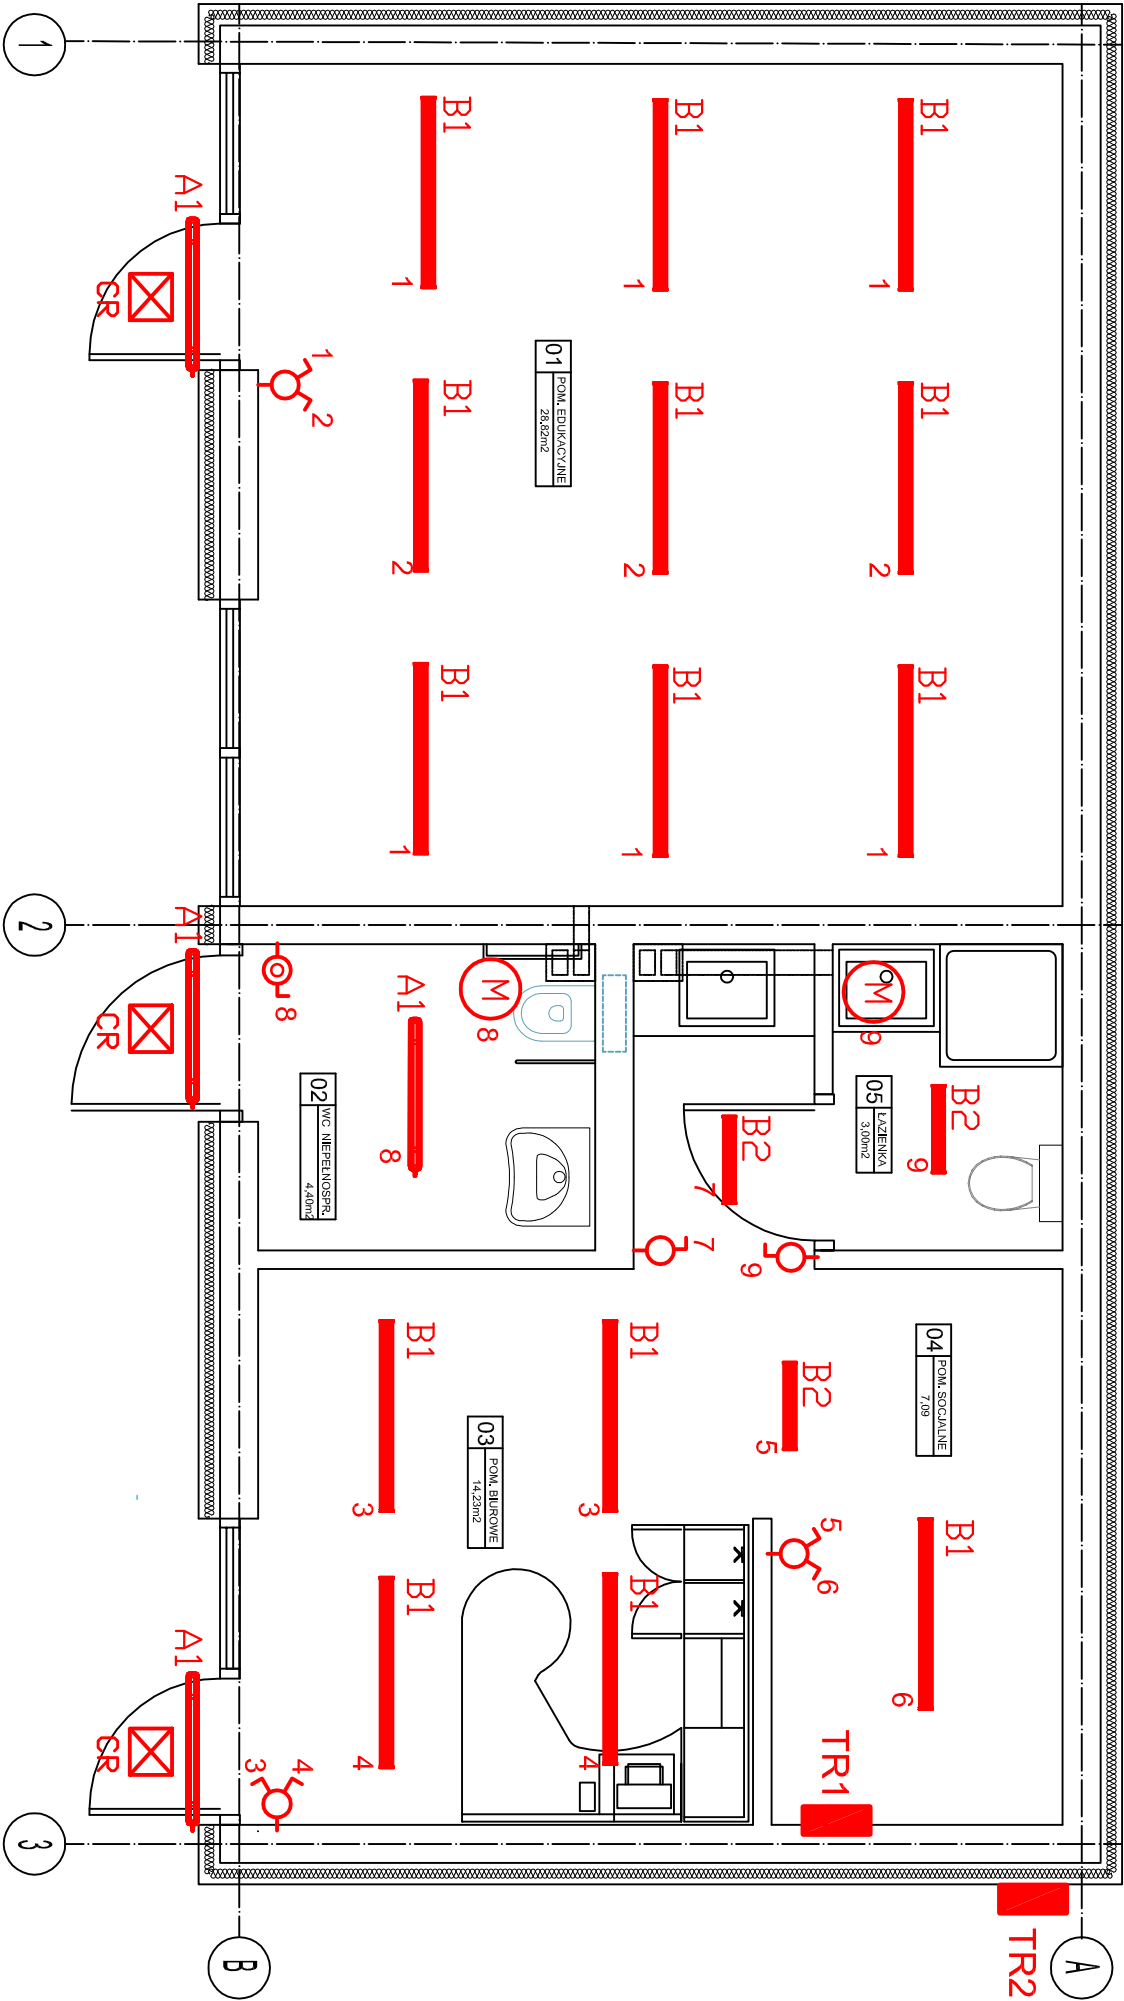 A
TR2
B1
B1
B1
B2
B1
1
2
1
9
6
04
POM. SOCJALNE
7,09
05
ŁAZIENKA
3,00m2
M
9
B2
5
6
TR1
B2
5
9
7
7
B1
B1
B1
1
2
1
B1
B1
3
4
01
POM. EDUKACYJNE
28,82m2
M
8
03
POM. BIUROWE
14,23m2
B1
B1
B1
1
2
1
A1
8
B1
B1
3
4
02
WC NIEPEŁNOSPR.
4,40m2
1
2
8
4
3
A1
A1
A1
CR
CR
CR
B
1
2
3